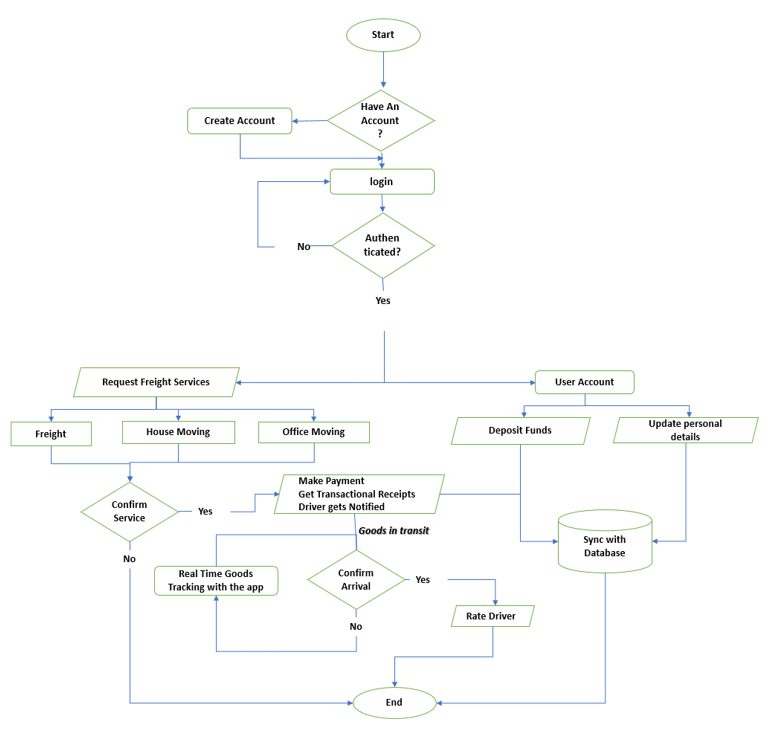 Start
Have An
Account
?
Create Account
login
Authen
ticated?
No
Yes
Request Freight Services
User Account
Freight
House Moving
Office Moving
Deposit Funds
Update personal
details
Confirm
Service
Yes
No
Make Payment
Get Transactional Receipts
Driver gets Notified
Goods in transit
Sync with
Database
Real Time Goods
Tracking with the app
Confirm
Arrival
Yes
No
Rate Driver
End